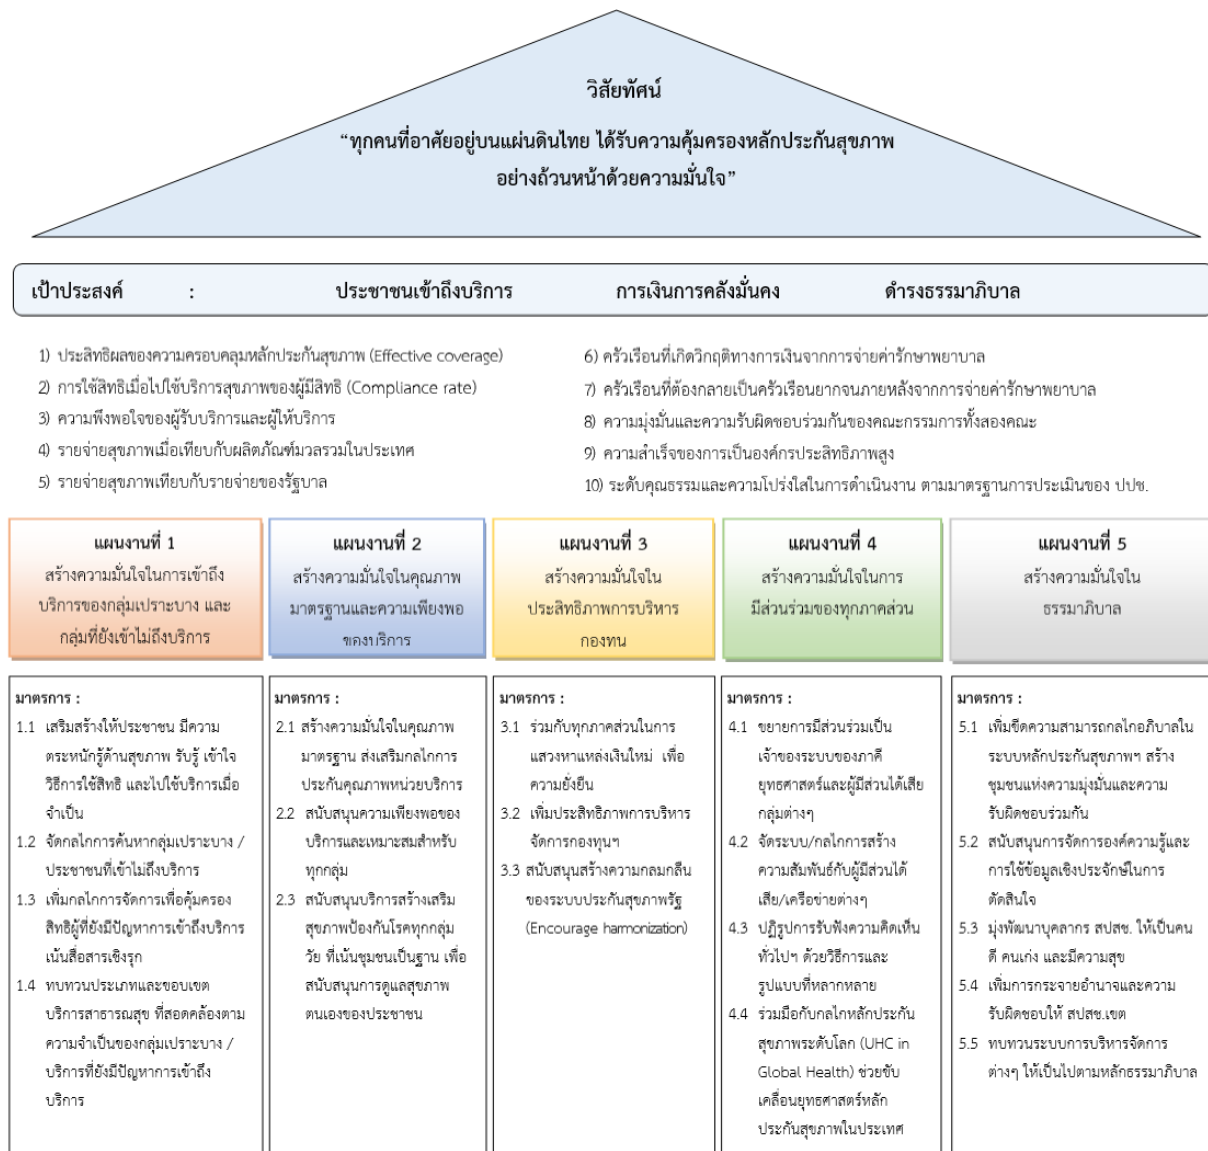 วิสัยทัศน์
“ทุกคนที่อาศัยอยู่บนแผ่นดินไทย ได้รับความคุ้มครองหลักประกันสุขภาพ
อย่างถ้วนหน้าด้วยความมั่นใจ”
เป้าประสงค์ : ประชาชนเข้าถึงบริการ การเงินการคลังมั่นคง ดำรงธรรมาภิบาล
1) ประสิทธิผลของความครอบคลุมหลักประกันสุขภาพ (Effective coverage)
2) การใช้สิทธิเมื่อไปใช้บริการสุขภาพของผู้มีสิทธิ (Compliance rate)
3) ความพึงพอใจของผู้รับบริการและผู้ให้บริการ
4) รายจ่ายสุขภาพเมื่อเทียบกับผลิตภัณฑ์มวลรวมในประเทศ
5) รายจ่ายสุขภาพเทียบกับรายจ่ายของรัฐบาล
6) ครัวเรือนที่เกิดวิกฤติทางการเงินจากการจ่ายค่ารักษาพยาบาล
7) ครัวเรือนที่ต้องกลายเป็นครัวเรือนยากจนภายหลังจากการจ่ายค่ารักษาพยาบาล
8) ความมุ่งมั่นและความรับผิดชอบร่วมกันของคณะกรรมการทั้งสองคณะ
9) ความสำเร็จของการเป็นองค์กรประสิทธิภาพสูง
10) ระดับคุณธรรมและความโปร่งใสในการดำเนินงาน ตามมาตรฐานการประเมินของ ปปช.
แผนงานที่ 1
สร้างความมั่นใจในการเข้าถึง
บริการของกลุ่มเปราะบาง และ
กลุ่มที่ยังเข้าไม่ถึงบริการ
แผนงานที่ 2
สร้างความมั่นใจในคุณภาพ
มาตรฐานและความเพียงพอ
ของบริการ
แผนงานที่ 3
สร้างความมั่นใจใน
ประสิทธิภาพการบริหาร
กองทุน
แผนงานที่ 4
สร้างความมั่นใจในการ
มีส่วนร่วมของทุกภาคส่วน
แผนงานที่ 5
สร้างความมั่นใจใน
ธรรมาภิบาล
มาตรการ :
1.1 เสริมสร้างให้ประชาชน มีความ
ตระหนักรู้ด้านสุขภาพ รับรู้ เข้าใจ
วิธีการใช้สิทธิ และไปใช้บริการเมื่อ
จำเป็น
1.2 จัดกลไกการค้นหากลุ่มเปราะบาง /
ประชาชนที่เข้าไม่ถึงบริการ
1.3 เพิ่มกลไกการจัดการเพื่อคุ้มครอง
สิทธิผู้ที่ยังมีปัญหาการเข้าถึงบริการ
เน้นสื่อสารเชิงรุก
1.4 ทบทวนประเภทและขอบเขต
บริการสาธารณสุข ที่สอดคล้องตาม
ความจำเป็นของกลุ่มเปราะบาง /
บริการที่ยังมีปัญหาการเข้าถึง
บริการ
มาตรการ :
2.1 สร้างความมั่นใจในคุณภาพ
มาตรฐาน ส่งเสริมกลไกการ
ประกันคุณภาพหน่วยบริการ
2.2 สนับสนุนความเพียงพอของ
บริการและเหมาะสมสำหรับ
ทุกกลุ่ม
2.3 สนับสนุนบริการสร้างเสริม
สุขภาพป้องกันโรคทุกกลุ่ม
วัย ที่เน้นชุมชนเป็นฐาน เพื่อ
สนับสนุนการดูแลสุขภาพ
ตนเองของประชาชน
มาตรการ :
3.1 ร่วมกับทุกภาคส่วนในการ
แสวงหาแหล่งเงินใหม่ เพื่อ
ความยั่งยืน
3.2 เพิ่มประสิทธิภาพการบริหาร
จัดการกองทุนฯ
3.3 สนับสนุนสร้างความกลมกลืน
ของระบบประกันสุขภาพรัฐ
(Encourage harmonization)
มาตรการ :
4.1 ขยายการมีส่วนร่วมเป็น
เจ้าของระบบของภาคี
ยุทธศาสตร์และผู้มีส่วนได้เสีย
กลุ่มต่างๆ
4.2 จัดระบบ/กลไกการสร้าง
ความสัมพันธ์กับผู้มีส่วนได้
เสีย/เครือข่ายต่างๆ
4.3 ปฏิรูปการรับฟังความคิดเห็น
ทั่วไปฯ ด้วยวิธีการและ
รูปแบบที่หลากหลาย
4.4 ร่วมมือกับกลไกหลักประกัน
สุขภาพระดับโลก (UHC in
Global Health) ช่วยขับ
เคลื่อนยุทธศาสตร์หลัก
ประกันสุขภาพในประเทศ
มาตรการ :
5.1 เพิ่มขีดความสามารถกลไกอภิบาลใน
ระบบหลักประกันสุขภาพฯ สร้าง
ชุมชนแห่งความมุ่งมั่นและความ
รับผิดชอบร่วมกัน
5.2 สนับสนุนการจัดการองค์ความรู้และ
การใช้ข้อมูลเชิงประจักษ์ในการ
ตัดสินใจ
5.3 มุ่งพัฒนาบุคลากร สปสช. ให้เป็นคน
ดี คนเก่ง และมีความสุข
5.4 เพิ่มการกระจายอำนาจและความ
รับผิดชอบให้ สปสช.เขต
5.5 ทบทวนระบบการบริหารจัดการ
ต่างๆ ให้เป็นไปตามหลักธรรมาภิบาล